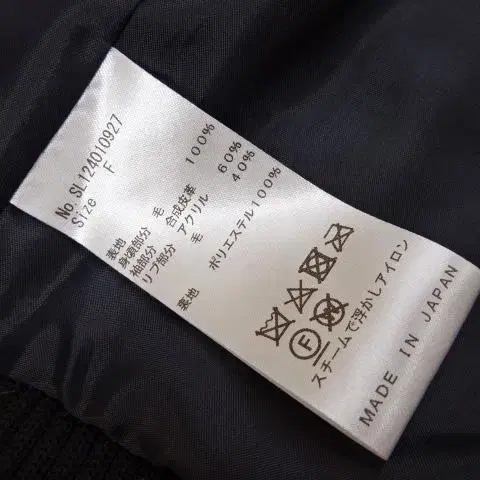 No SL124010927
Size F
表地
身頃部分 毛 100%
袖部分 合成皮革
リブ部分 アクリル 60%
毛 40%
裏地 ポリエステル100%
F W
スチームで浮かしアイロン
MADE IN JAPAN